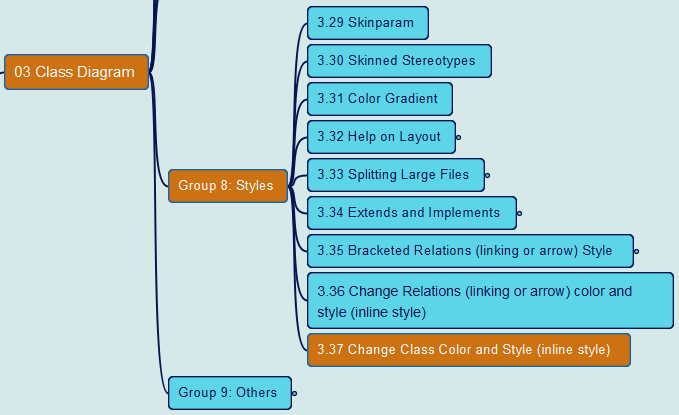 03 Class Diagram
Group 8: Styles
3.29 Skinparam
3.30 Skinned Stereotypes
3.31 Color Gradient
3.32 Help on Layout
3.33 Splitting Large Files
3.34 Extends and Implements
3.35 Bracketed Relations (linking or arrow) Style
3.36 Change Relations (linking or arrow) color and
style (inline style)
3.37 Change Class Color and Style (inline style)
Group 9: Others